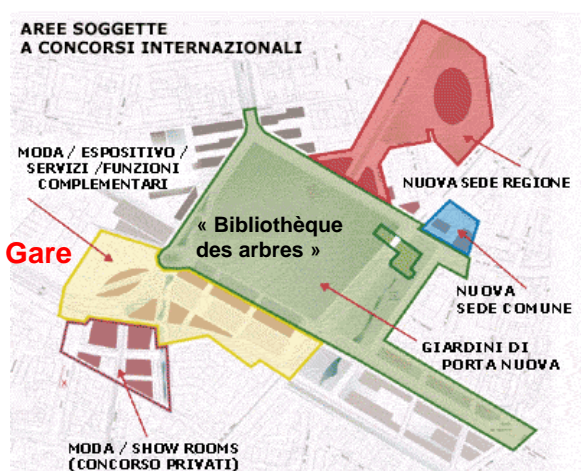 AREE SOGGETTE
A CONCORSI INTERNAZIONALI
MODA / ESPOSITIVO /
SERVIZI /FUNZIONI
COMPLEMENTARI
NUOVA SEDE REGIONE
« Bibliothèque
des arbres »
Gare
NUOVA
SEDE COMUNE
GIARDINI DI
PORTA NUOVA
MODA / SHOW ROOMS
(CONCORSO PRIVATI)